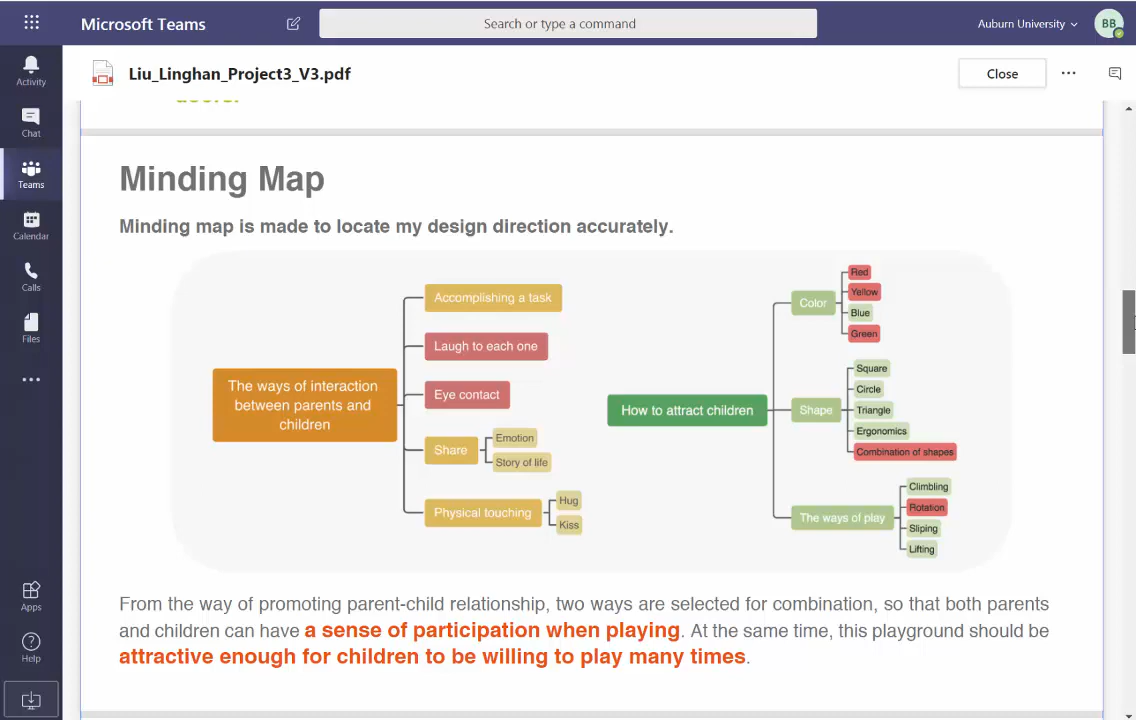 Microsoft Teams
Search or type a command
Auburn University
BB
Activity
Chat
Teams
Calendar
Calls
Files
Apps
Help
Liu_Linghan_Project3_V3.pdf
Close
Minding Map
Minding map is made to locate my design direction accurately.
The ways of interaction
between parents and
children
Accomplishing a task
Laugh to each one
Eye contact
Share
Emotion
Story of life
Physical touching
Hug
Kiss
How to attract children
Color
Red
Yellow
Blue
Green
Shape
Square
Circle
Triangle
Ergonomics
Combination of shapes
The ways of play
Climbling
Rotation
Sliping
Lifting
From the way of promoting parent-child relationship, two ways are selected for combination, so that both parents
and children can have a sense of participation when playing. At the same time, this playground should be
attractive enough for children to be willing to play many times.